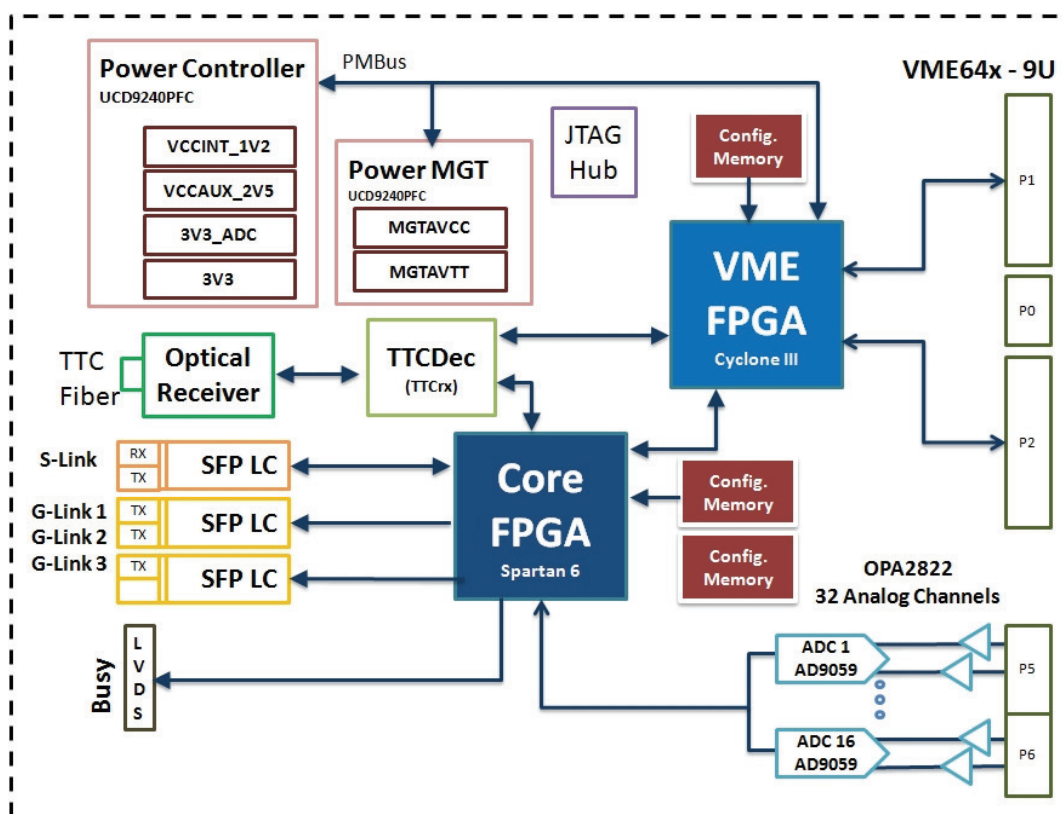 Power Controller
UCD9240PFC
VCCINT_1V2
VCCAUX_2V5
3V3_ADC
3V3
PMBus
Power MGT
UCD9240PFC
MGTAVCC
MGTAVTT
JTAG
Hub
Config.
Memory
VME64x - 9U
P1
P0
P2
VME
FPGA
Cyclone III
TTC
Fiber
Optical
Receiver
TTCDec
(TTCrx)
S-Link
RX
TX
SFP LC
G-Link 1
G-Link 2
TX
TX
SFP LC
G-Link 3
TX
SFP LC
Core
FPGA
Spartan 6
Config.
Memory
Config.
Memory
OPA2822
32 Analog Channels
Busy
L
V
D
S
ADC 1
AD9059
P5
ADC 16
AD9059
P6